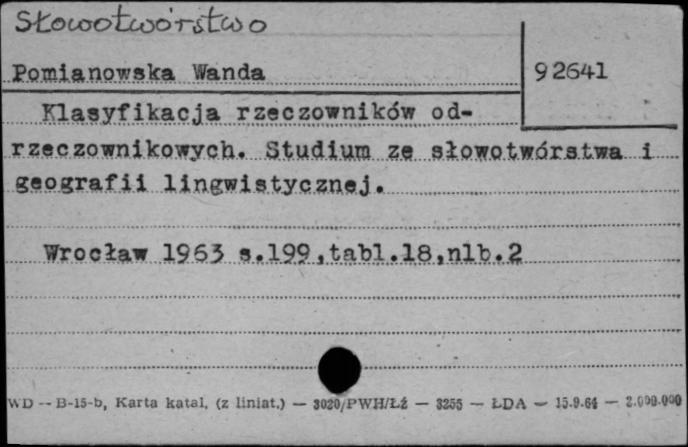 Słowotwórstwo
Pomianowska Wanda
92641
Klasyfikacja rzeczowników od-
rzeczownikowych. Studium ze słowotwórstwa i
geografii lingwistycznej.
Wrocław 1963 s.199,tabl.18,nlb.2
WD -- B-15-b, Karta katal. (z liniat.) — 3020/PWH/Łź — 3255 — ŁDA — 15.9.64 — 2.000.000